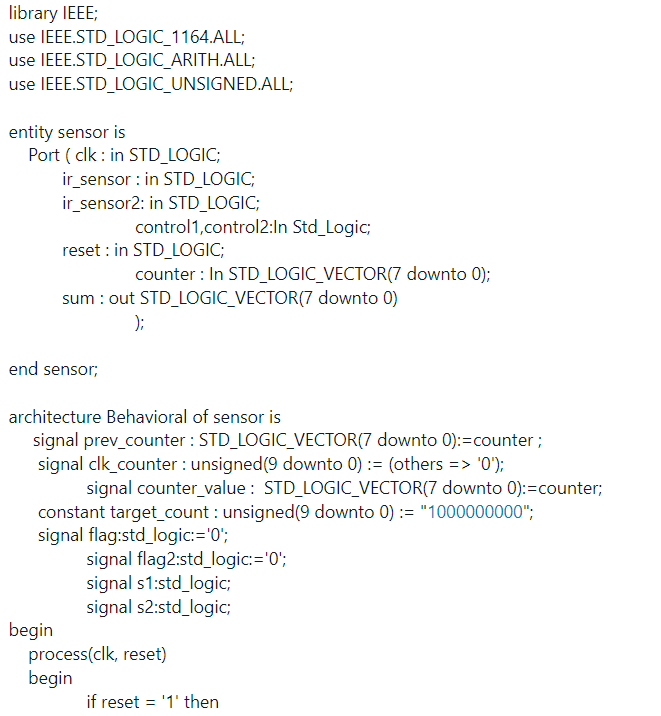 library IEEE;
use IEEE.STD_LOGIC_1164.ALL;
use IEEE.STD_LOGIC_ARITH.ALL;
use IEEE.STD_LOGIC_UNSIGNED.ALL;

entity sensor is
    Port ( clk : in STD_LOGIC;
           ir_sensor : in STD_LOGIC;
           ir_sensor2: in STD_LOGIC;
                         control1,control2:In Std_Logic;
           reset : in STD_LOGIC;
                         counter : In STD_LOGIC_VECTOR(7 downto 0);
           sum : out STD_LOGIC_VECTOR(7 downto 0)
                         );

end sensor;

architecture Behavioral of sensor is
     signal prev_counter : STD_LOGIC_VECTOR(7 downto 0):=counter ;
      signal clk_counter : unsigned(9 downto 0) := (others => '0');
                signal counter_value :  STD_LOGIC_VECTOR(7 downto 0):=counter;
      constant target_count : unsigned(9 downto 0) := "1000000000";
      signal flag:std_logic:='0';
                signal flag2:std_logic:='0';
                signal s1:std_logic;
                signal s2:std_logic;
begin
    process(clk, reset)
    begin
                if reset = '1' then